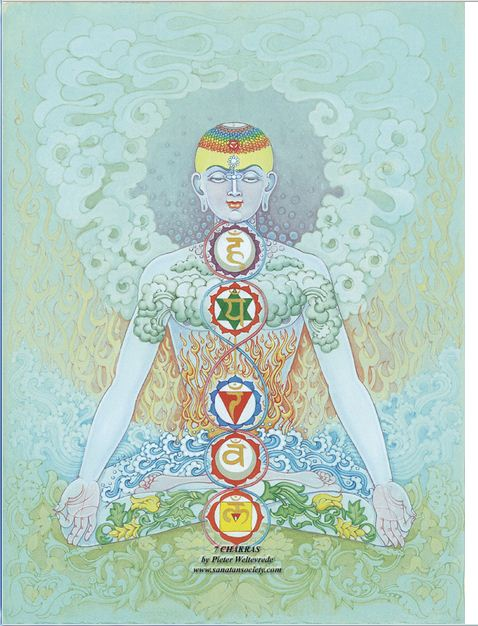 हँ
यँ
रँ
वँ
लँ
7 CHAKRAS
by Pieter Weltevrede
www.sanatansociety.com